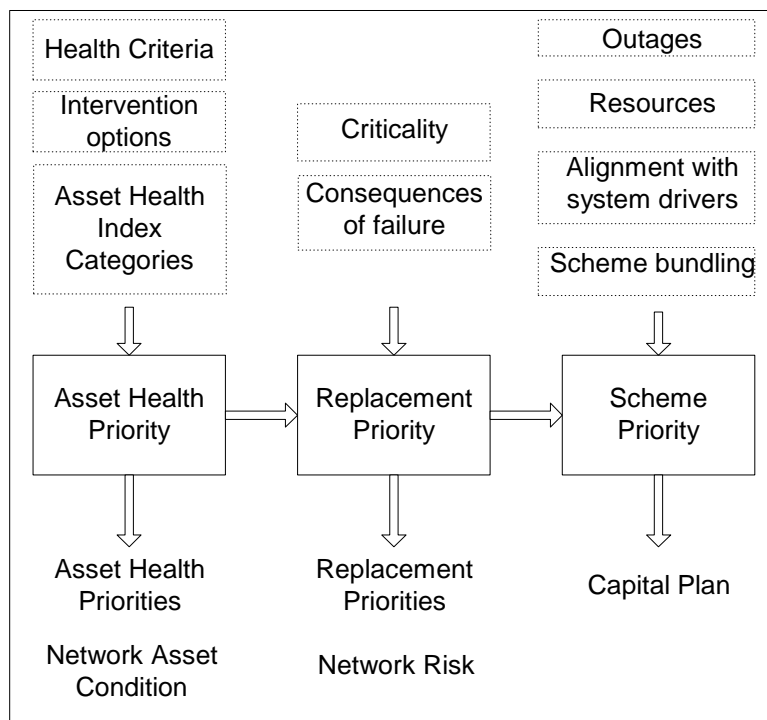 Health Criteria
Intervention
options
Asset Health
Index
Categories
Criticality
Consequences
of failure
Outages
Resources
Alignment with
system drivers
Scheme bundling
Asset Health
Priority
Replacement
Priority
Scheme
Priority
Asset Health
Priorities
Replacement
Priorities
Capital Plan
Network Asset
Condition
Network Risk